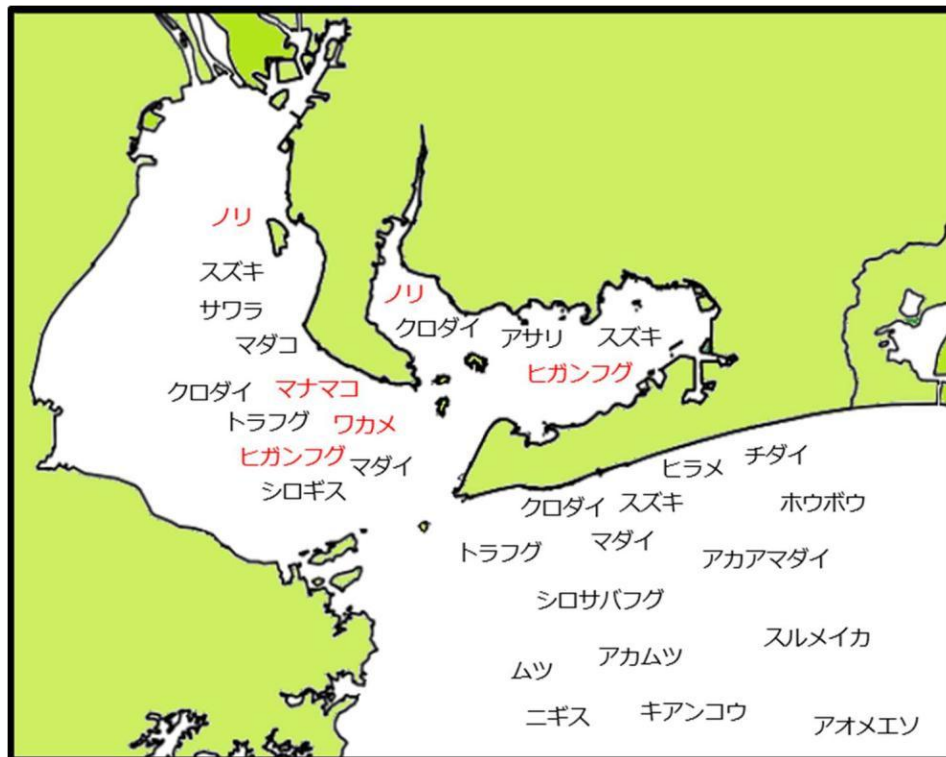 ノリ
スズキ
サワラ
マダコ
クロダイ
マナマコ
トラフグ
ワカメ
ヒガンフグ
マダイ
シロギス
ノリ
クロダイ
アサリ
スズキ
ヒガンフグ
ヒラメ
チダイ
クロダイ
スズキ
ホウボウ
トラフグ
マダイ
アカアマダイ
シロサバフグ
スルメイカ
ムツ
アカムツ
ニギス
キアンコウ
アオメエソ